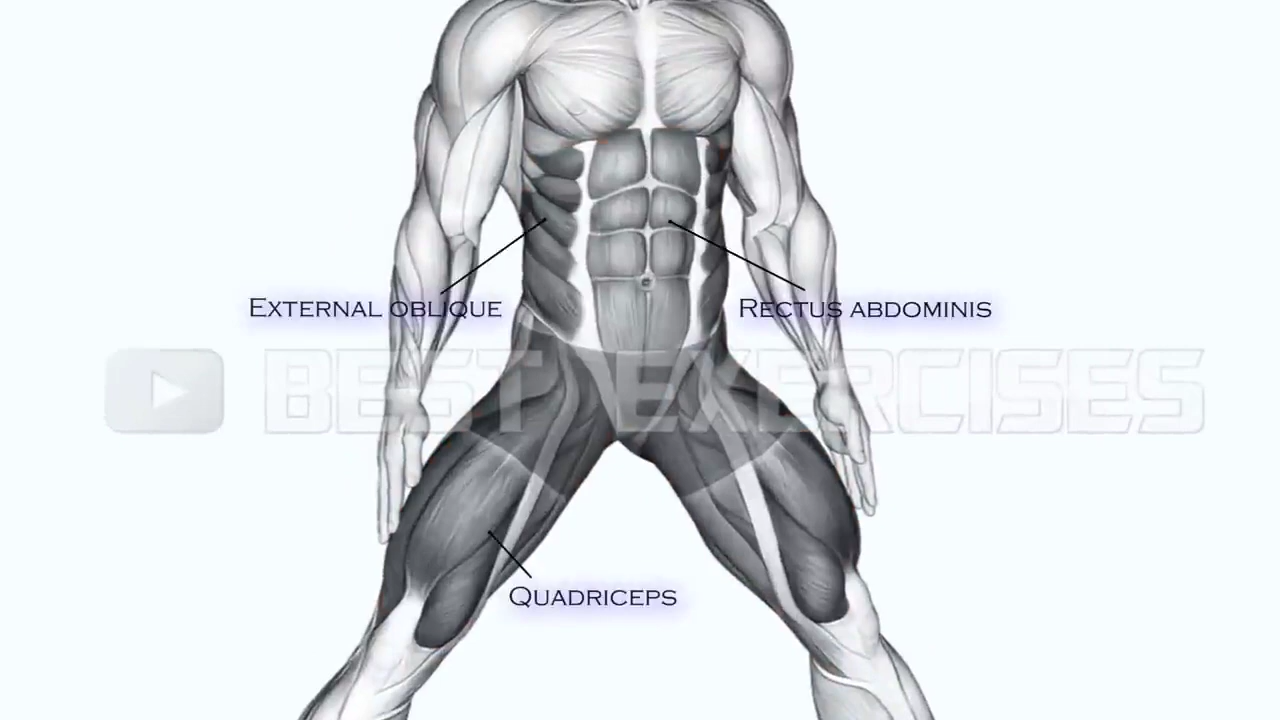 External oblique
Rectus abdominis
BEST EXERCISES
Quadriceps